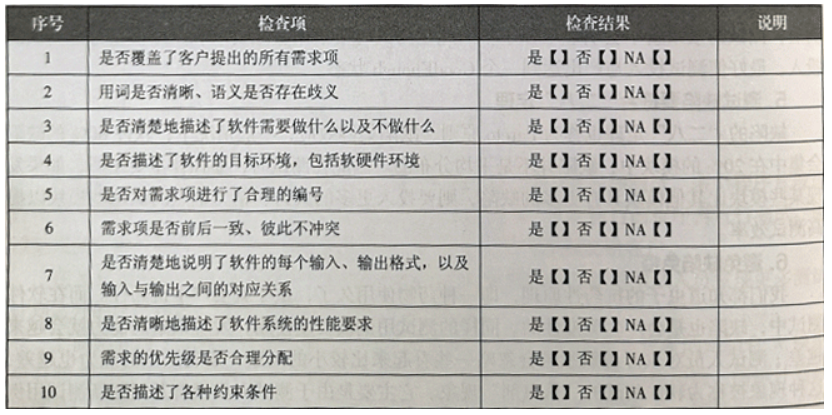 序号 检查项 检查结果 说明
1 是否覆盖了客户提出的所有需求项 是【】否【】NA【】
2 用词是否清晰、语义是否存在歧义 是【】否【】NA【】
3 是否清楚地描述了软件需要做什么以及不做什么 是【】否【】NA【】
4 是否描述了软件的目标环境，包括软硬件环境 是【】否【】NA【】
5 是否对需求项进行了合理的编号 是【】否【】NA【】
6 需求项是否前后一致、彼此不冲突 是【】否【】NA【】
7 是否清楚地说明了软件的每个输入、输出格式，以及
输入与输出之间的对应关系 是【】否【】NA【】
8 是否清晰地描述了软件系统的性能要求 是【】否【】NA【】
9 需求的优先级是否合理分配 是【】否【】NA【】
10 是否描述了各种约束条件 是【】否【】NA【】